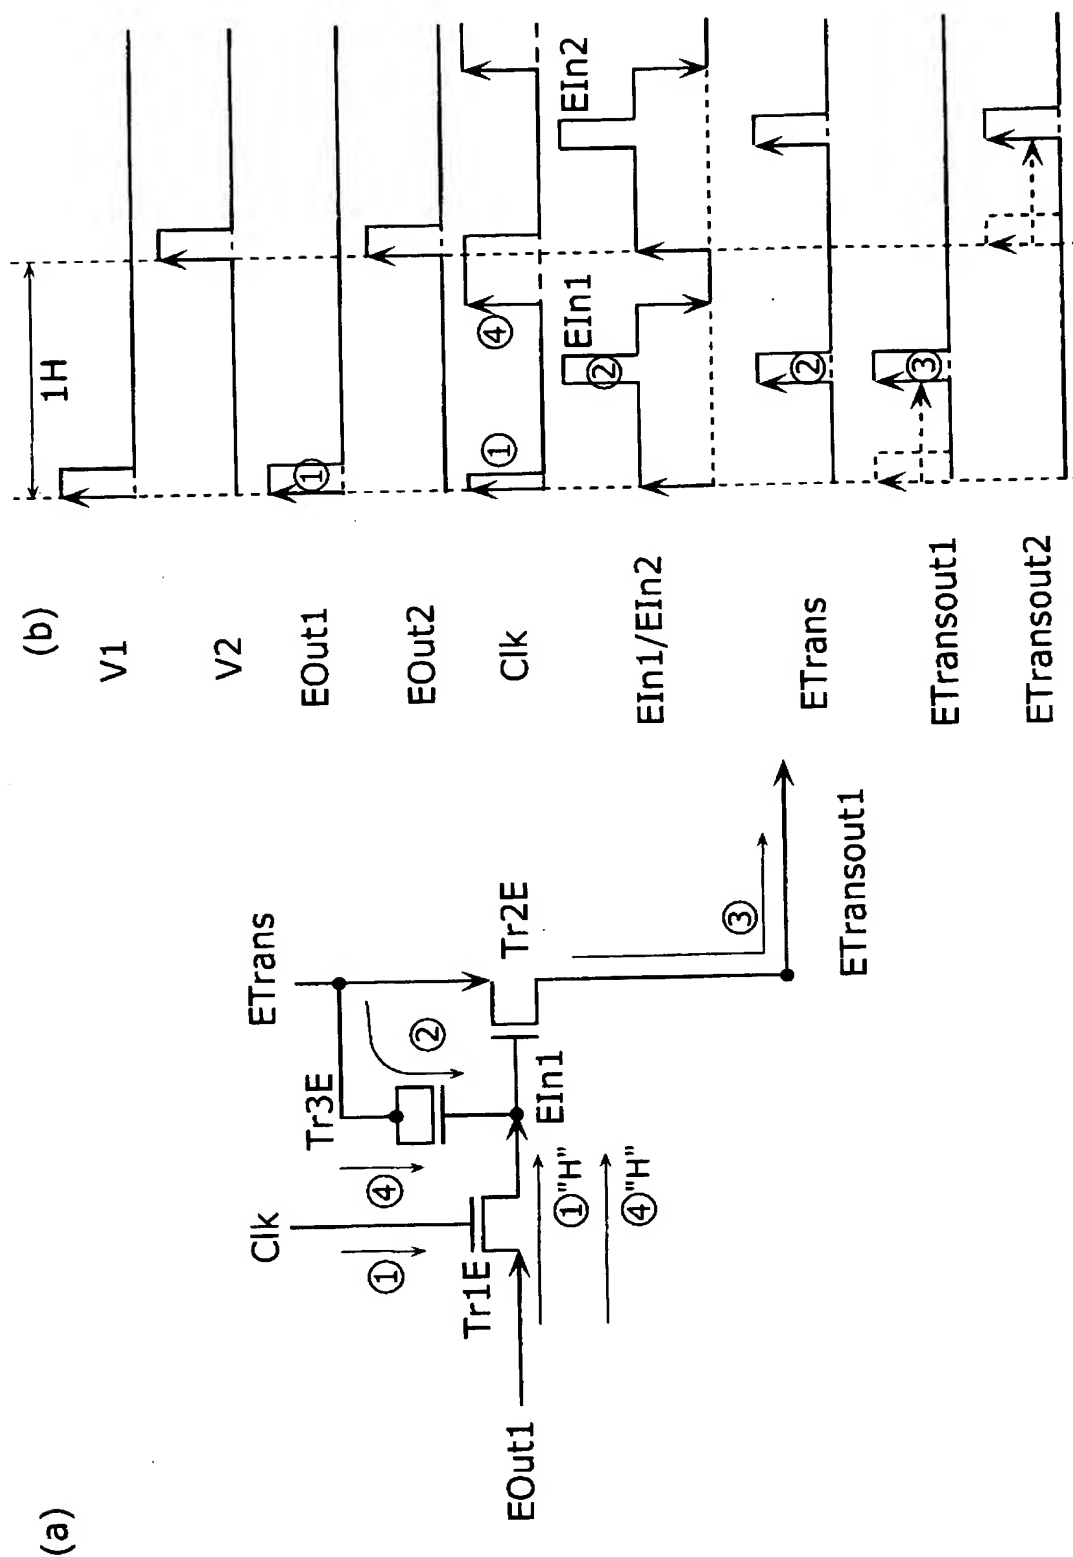 (a)
EOut1
Tr1E
Clk
①
④
①"H"
④"H"
Tr3E
ETrans
②
EIn1
Tr2E
③
ETransout1
(b)
1H
V1
V2
EOut1
①
EOut2
Clk
①
④
EIn1/EIn2
②
EIn1
EIn2
ETrans
②
ETransout1
③
ETransout2